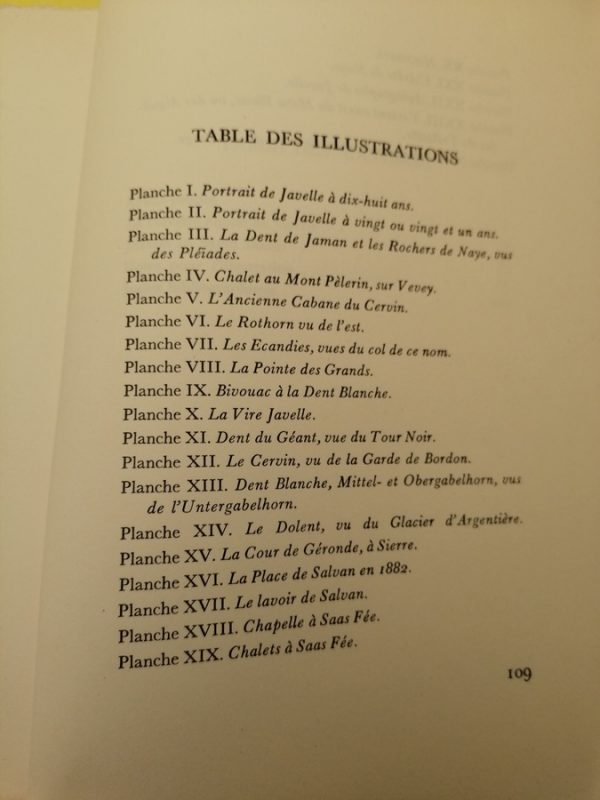 TABLE DES ILLUSTRATIONS
Planche I. Portrait de Javelle à dix-huit ans.
Planche II. Portrait de Javelle à vingt ou vingt et un ans.
Planche III. La Dent de Jaman et les Rochers de Naye, vus
des Pléïades.
Planche IV. Chalet au Mont Pèlerin, sur Vevey.
Planche V. L'Ancienne Cabane du Cervin.
Planche VI. Le Rothorn vu de l'est.
Planche VII. Les Ecandies, vues du col de ce nom.
Planche VIII. La Pointe des Grands.
Planche IX. Bivouac à la Dent Blanche.
Planche X. La Vire Javelle.
Planche XI. Dent du Géant, vue du Tour Noir.
Planche XII. Le Cervin, vu de la Garde de Bordon.
Planche XIII. Dent Blanche, Mittel- et Obergabelhorn, vus
de l'Untergabelhorn.
Planche XIV. Le Dolent, vu du Glacier d'Argentière.
Planche XV. La Cour de Géronde, à Sierre.
Planche XVI. La Place de Salvan en 1882.
Planche XVII. Le lavoir de Salvan.
Planche XVIII. Chapelle à Saas Fée.
Planche XIX. Chalets à Saas Fée.
109